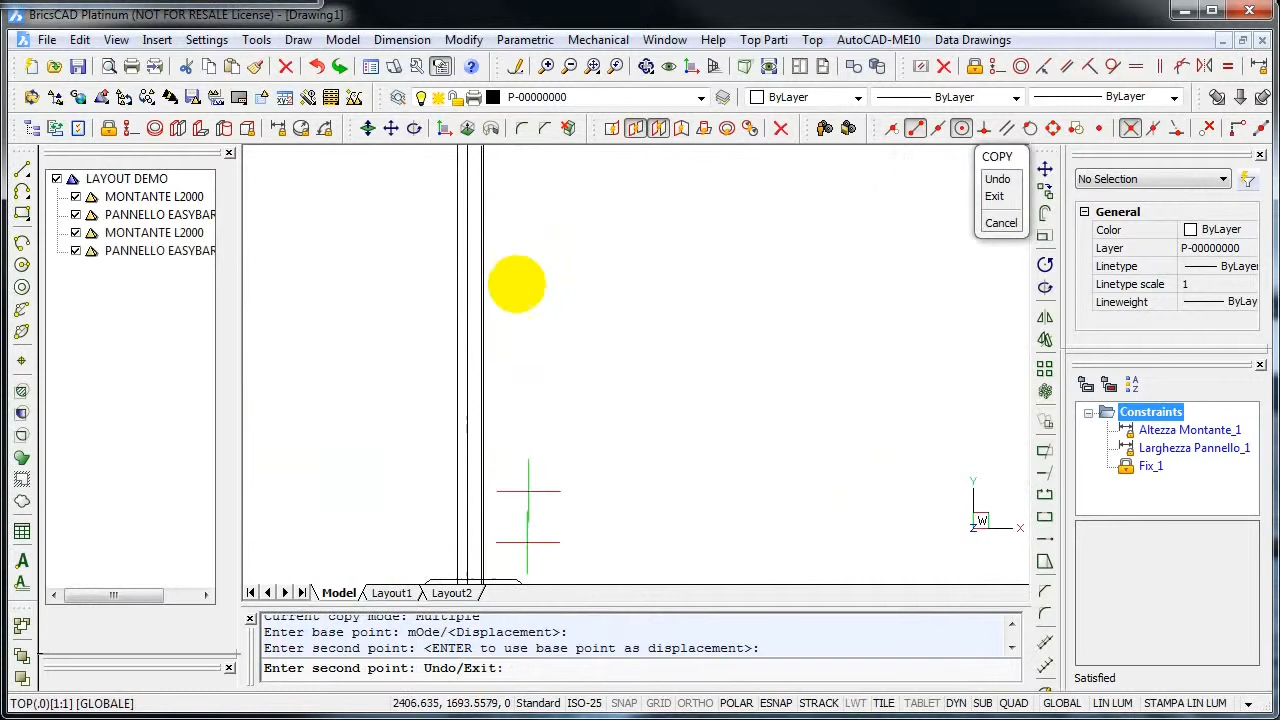 BricsCAD Platinum (NOT FOR RESALE License) - [Drawing1]
File Edit View Insert Settings Tools Draw Model Dimension Modify Parametric Mechanical Window Help Top Parti Top AutoCAD-ME10 Data Drawings
P-00000000 ByLayer ByLayer ByLayer
LAYOUT DEMO
MONTANTE L2000
PANNELLO EASYBAR
MONTANTE L2000
PANNELLO EASYBAR
COPY
Undo
Exit
Cancel
No Selection
General
Color ByLayer
Layer P-00000000
Linetype ByLayer
Linetype scale 1
Lineweight ByLay
Constraints
Altezza Montante_1
Larghezza Pannello_1
Fix_1
Y
W
Z X
Model Layout1 Layout2
Current copy mode: Multiple
Enter base point: mOde/<Displacement>:
Enter second point: <ENTER to use base point as displacement>:
Enter second point: Undo/Exit:
TOP(.0)[1:1] [GLOBALE] 2406.635, 1693.5579, 0 Standard ISO-25 SNAP GRID ORTHO POLAR ESNAP STRACK LWT TILE TABLET DYN SUB QUAD GLOBAL LIN LUM STAMPA LIN LUM